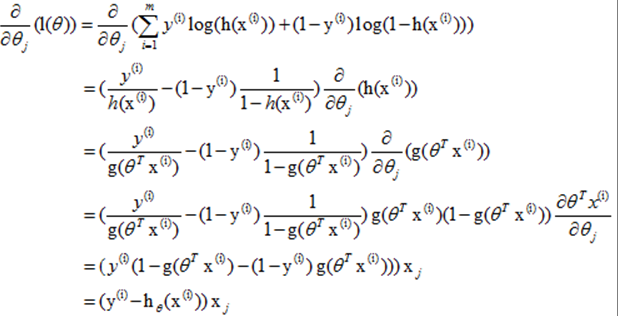 ∂/∂θ_j (l(θ)) = ∂/∂θ_j (∑_{i=1}^{m} y^(i) log(h(x^(i))) + (1−y^(i)) log(1−h(x^(i))))
= (y^(i)/h(x^(i)) − (1−y^(i)) 1/(1−h(x^(i)))) ∂/∂θ_j (h(x^(i)))
= (y^(i)/g(θ^T x^(i)) − (1−y^(i)) 1/(1−g(θ^T x^(i)))) ∂/∂θ_j (g(θ^T x^(i)))
= (y^(i)/g(θ^T x^(i)) − (1−y^(i)) 1/(1−g(θ^T x^(i)))) g(θ^T x^(i))(1−g(θ^T x^(i))) ∂θ^T x^(i)/∂θ_j
= (y^(i)(1−g(θ^T x^(i)) − (1−y^(i)) g(θ^T x^(i)))) x_j
= (y^(i)−h_θ(x^(i))) x_j